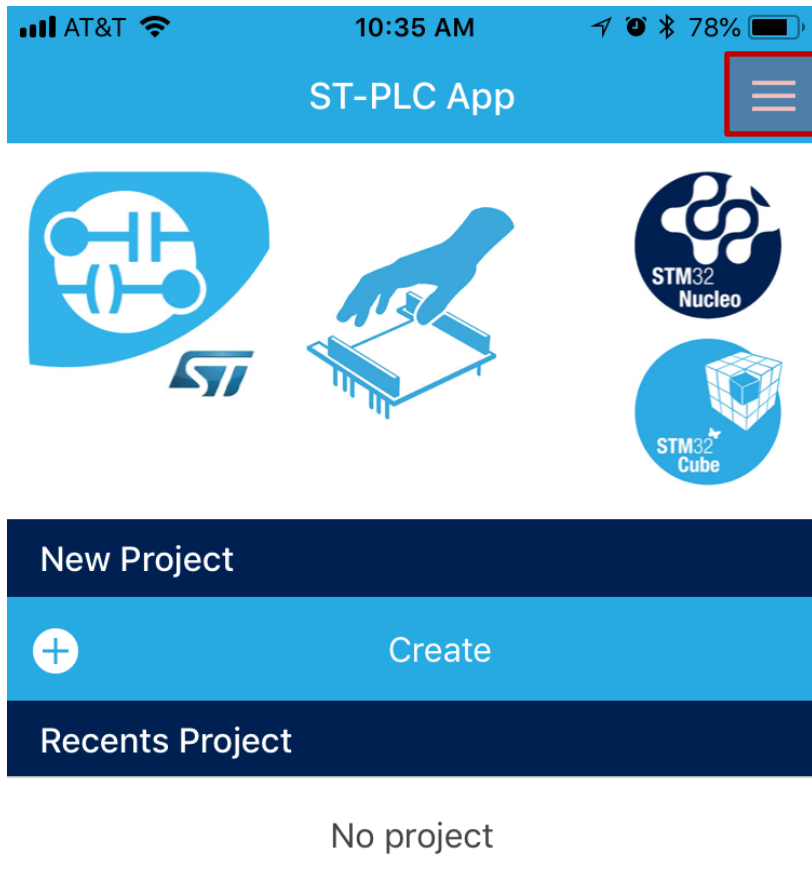 AT&T 10:35 AM 78%
ST-PLC App
ST
STM32
Nucleo
STM32
Cube
New Project
Create
Recents Project
No project